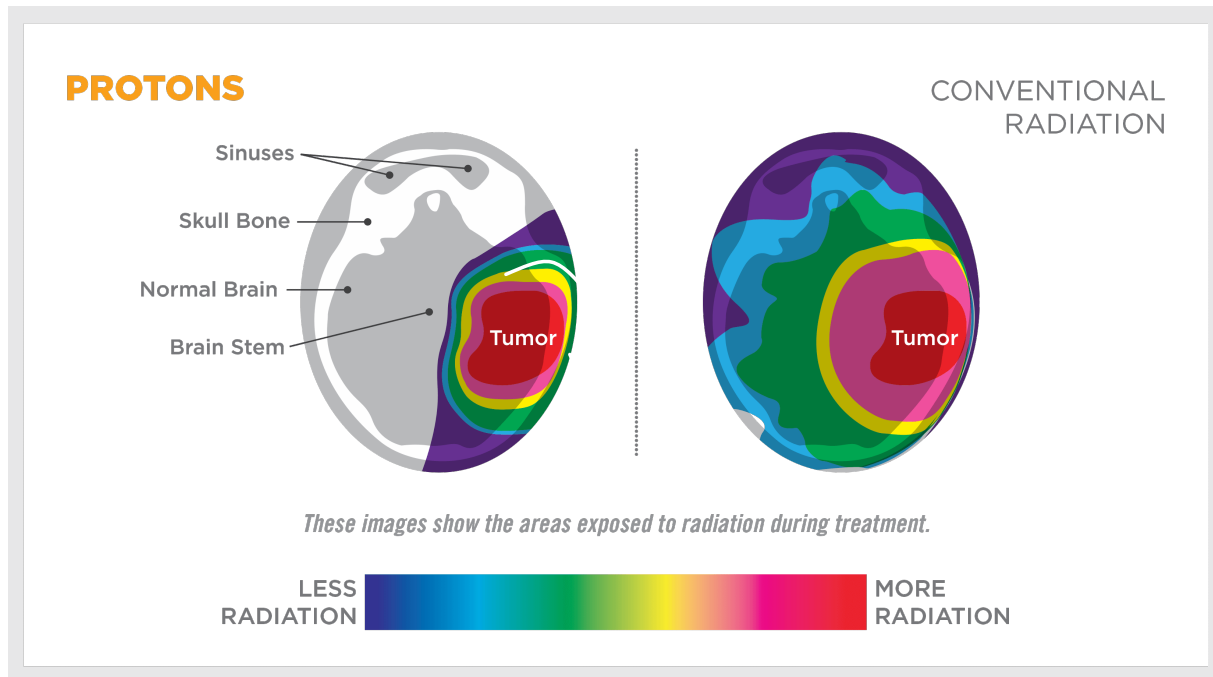 PROTONS
CONVENTIONAL
RADIATION
Sinuses
Skull Bone
Normal Brain
Brain Stem
Tumor
Tumor
These images show the areas exposed to radiation during treatment.
LESS
RADIATION
MORE
RADIATION